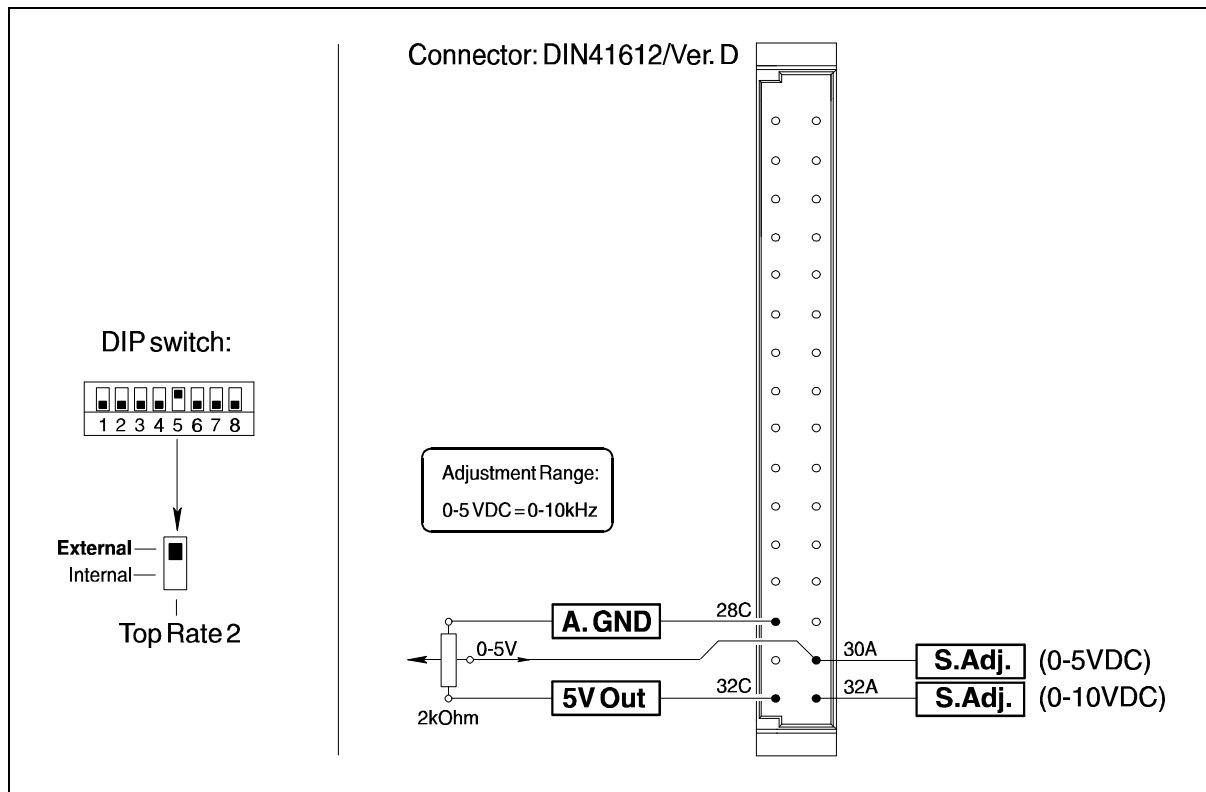 Connector: DIN41612/Ver. D
DIP switch:
1 2 3 4 5 6 7 8
External
Internal
Top Rate 2
Adjustment Range:
0-5 VDC = 0-10kHz
A. GND
28C
0-5V
30A
S.Adj.
(0-5VDC)
5V Out
32C
32A
S.Adj.
(0-10VDC)
2kOhm